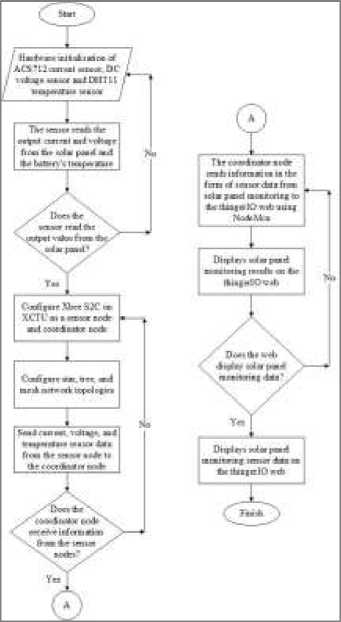 Start
Hardware initialization of
ACS712 current sensor, DC
voltage sensor and DHT11
temperature sensor
The sensor reads the
output current and voltage
from the solar panel and
the battery's temperature
No
Does the
sensor read the
output value from the
solar panel?
Yes
Configure Xbee S2C on
XCTU as a sensor node
and coordinator node
Configure star, tree, and
mesh network topologies
No
Send current, voltage, and
temperature sensor data
from the sensor node to
the coordinator node
Does the
coordinator node
receive information
from the sensor
nodes?
Yes
A
A
The coordinator node
sends information in the
form of sensor data from
solar panel monitoring to
the thingerIO web using
NodeMcu
No
Displays solar panel
monitoring results on the
thingerIO web
Does the web
display solar panel
monitoring data?
Yes
Displays solar panel
monitoring sensor data on
the thingerIO web
Finish